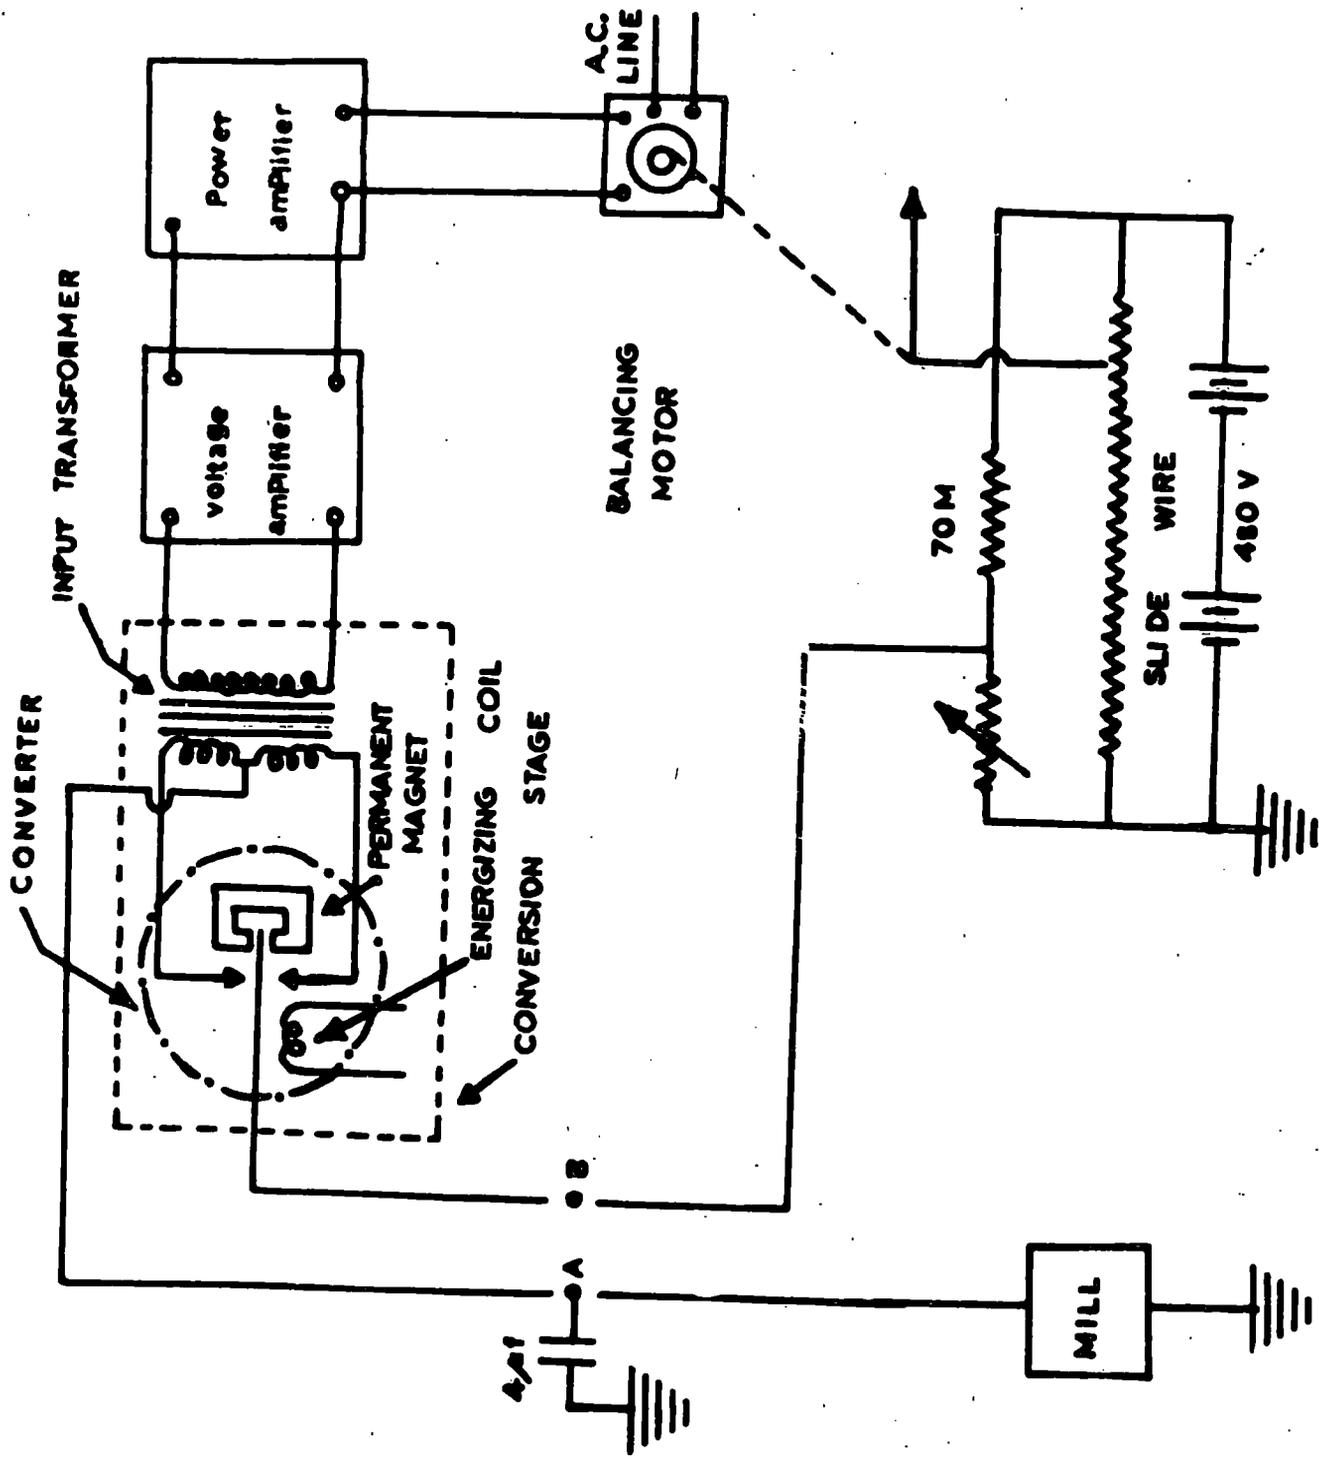 CONVERTER
INPUT TRANSFORMER
voltage
amplifier
Power
amplifier
A.C.
LINE
PERMANENT
MAGNET
ENERGIZING COIL
CONVERSION STAGE
BALANCING
MOTOR
A
B
4µf
70 M
SLIDE WIRE
480 V
MILL